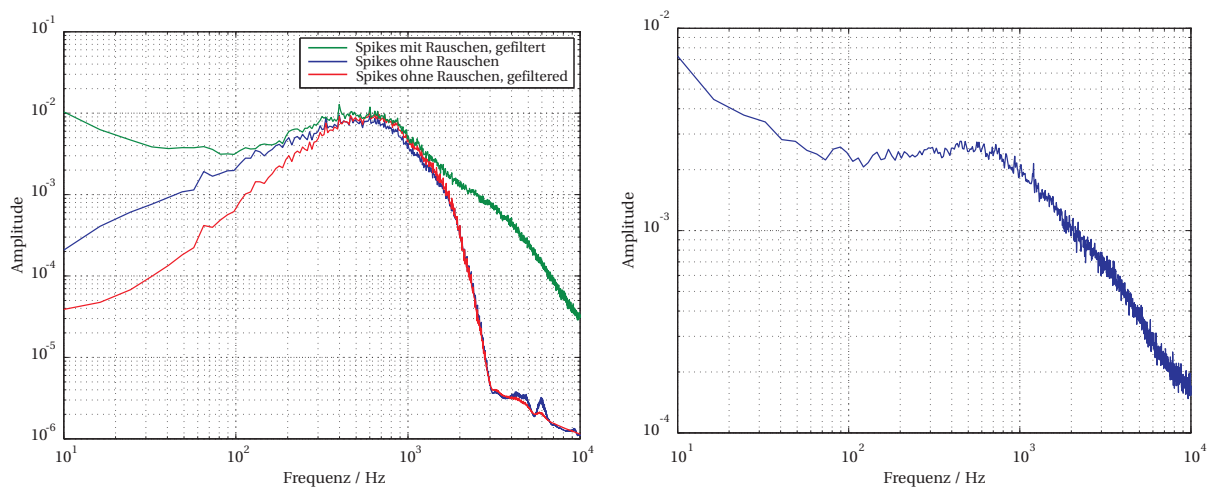 10^-1
10^-2
10^-3
10^-4
10^-5
10^-6
Amplitude
Spikes mit Rauschen, gefiltert
Spikes ohne Rauschen
Spikes ohne Rauschen, gefiltered
10^1
10^2
10^3
10^4
Frequenz / Hz
10^-2
10^-3
10^-4
Amplitude
10^1
10^2
10^3
10^4
Frequenz / Hz